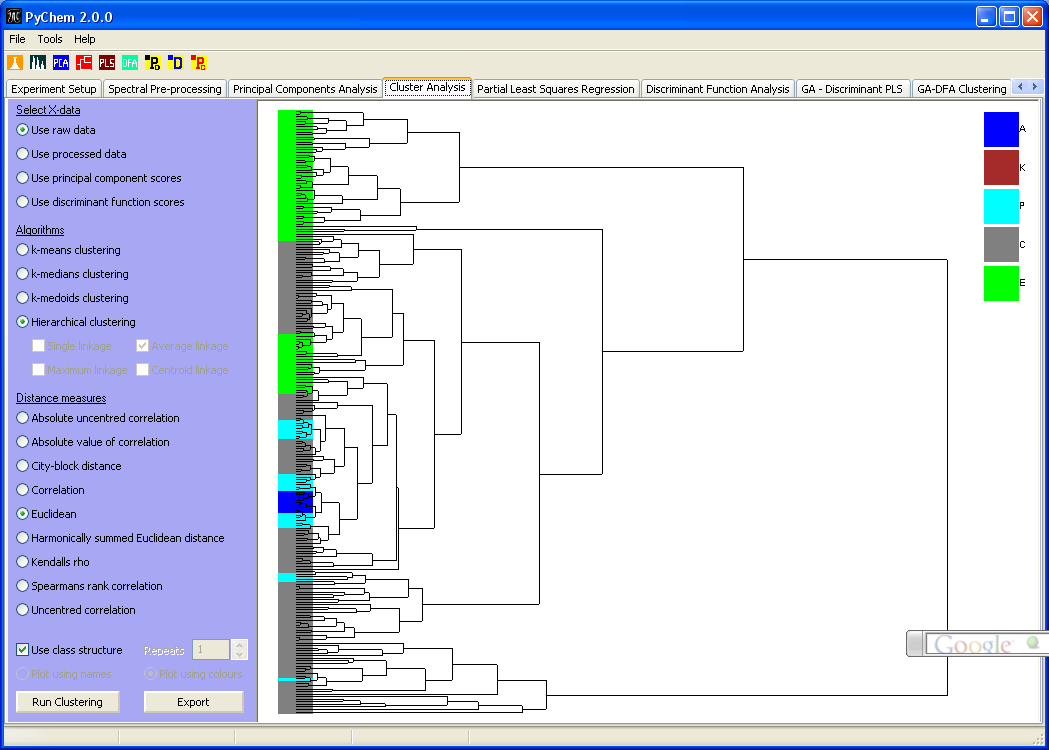 PyChem 2.0.0
File Tools Help
PCA PLS DFA P D P
Experiment Setup Spectral Pre-processing Principal Components Analysis Cluster Analysis Partial Least Squares Regression Discriminant Function Analysis GA - Discriminant PLS GA-DFA Clustering
Select X-data
Use raw data
Use processed data
Use principal component scores
Use discriminant function scores
Algorithms
k-means clustering
k-medians clustering
k-medoids clustering
Hierarchical clustering
Single linkage Average linkage
Maximum linkage Centroid linkage
Distance measures
Absolute uncentred correlation
Absolute value of correlation
City-block distance
Correlation
Euclidean
Harmonically summed Euclidean distance
Kendalls rho
Spearmans rank correlation
Uncentred correlation
Use class structure Repeats 1
Plot using names Plot using colours
Run Clustering Export
A
K
P
C
E
Google